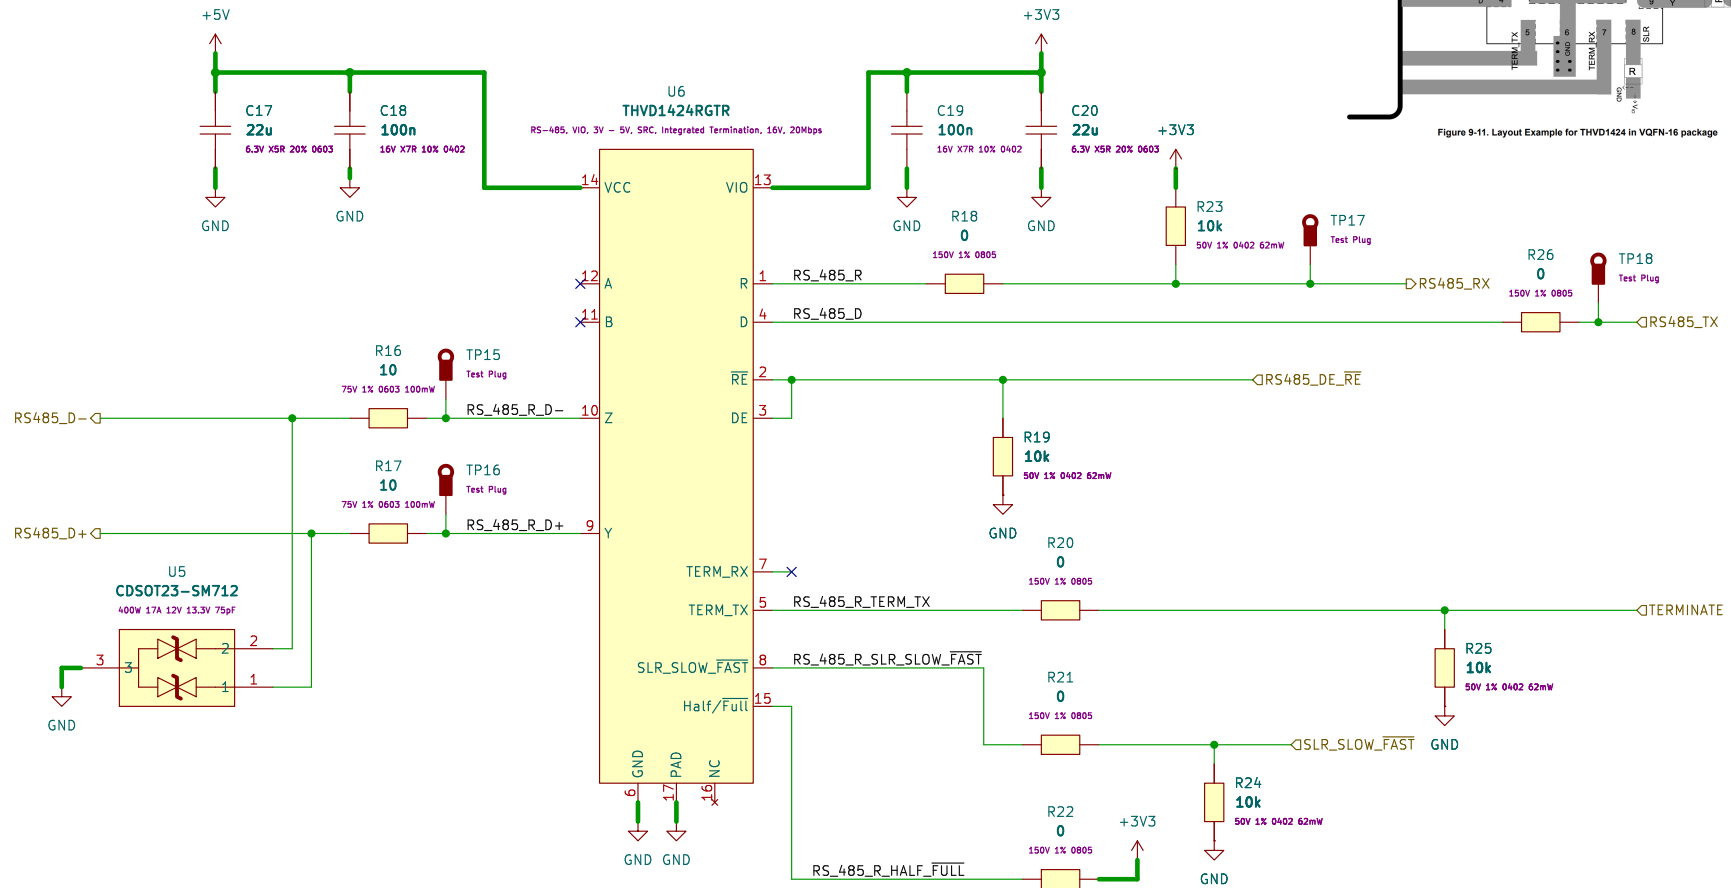 +5V
+3V3
C17
22u
6.3V X5R 20% 0603
GND
C18
100n
16V X7R 10% 0402
GND
U6
THVD1424RGTR
RS-485, VIO, 3V - 5V, SRC, Integrated Termination, 16V, 20Mbps
C19
100n
16V X7R 10% 0402
GND
C20
22u
6.3V X5R 20% 0603
GND
+3V3
R23
10k
50V 1% 0402 62mW
TP17
Test Plug
R18
0
150V 1% 0805
R26
0
150V 1% 0805
TP18
Test Plug
14 VCC
VIO 13
12 A
11 B
R 1
RS_485_R
RS485_RX
D 4
RS_485_D
RS485_TX
R16
10
75V 1% 0603 100mW
TP15
Test Plug
RS485_D-
RS_485_R_D-
10 Z
RE 2
DE 3
RS485_DE_RE
R19
10k
50V 1% 0402 62mW
GND
R17
10
75V 1% 0603 100mW
TP16
Test Plug
RS485_D+
RS_485_R_D+
9 Y
U5
CDSOT23-SM712
400W 17A 12V 13.3V 75pF
3
3
2
2
1
1
GND
TERM_RX 7
TERM_TX 5
RS_485_R_TERM_TX
R20
0
150V 1% 0805
TERMINATE
R25
10k
50V 1% 0402 62mW
GND
SLR_SLOW_FAST 8
RS_485_R_SLR_SLOW_FAST
R21
0
150V 1% 0805
SLR_SLOW_FAST
R24
10k
50V 1% 0402 62mW
GND
Half/Full 15
RS_485_R_HALF_FULL
R22
0
150V 1% 0805
+3V3
GND
6
PAD
17
NC
16
GND
GND
Y
TERM_TX
5
6
GND
TERM_RX
7
8
SLR
R
GND
Figure 9-11. Layout Example for THVD1424 in VQFN-16 package